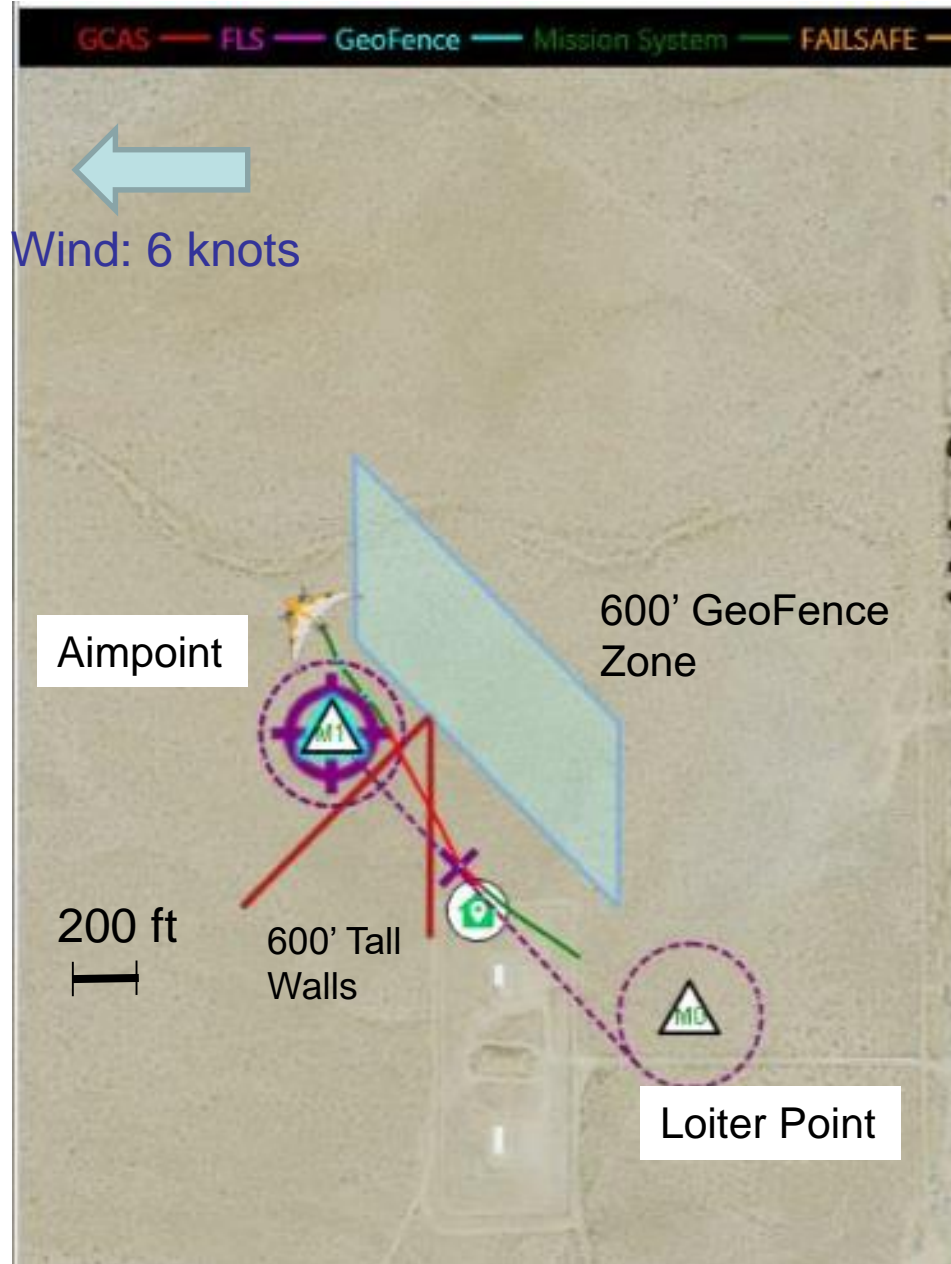 GCAS FLS GeoFence Mission System FAILSAFE
Wind: 6 knots
600’ GeoFence
Zone
Aimpoint
M1
200 ft
600’ Tall
Walls
M0
Loiter Point